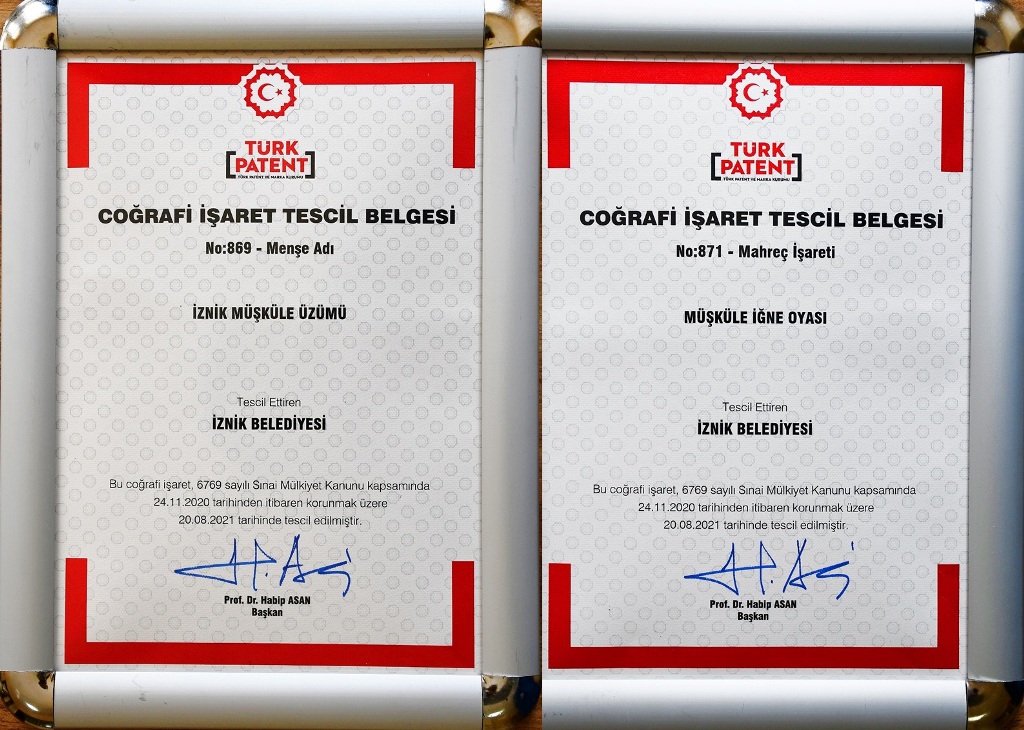 TÜRK
PATENT
TÜRK PATENT VE MARKA KURUMU
COĞRAFİ İŞARET TESCİL BELGESİ
No:869 - Menşe Adı
İZNİK MÜŞKÜLE ÜZÜMÜ
Tescil Ettiren
İZNİK BELEDİYESİ
Bu coğrafi işaret, 6769 sayılı Sınai Mülkiyet Kanunu kapsamında
24.11.2020 tarihinden itibaren korunmak üzere
20.08.2021 tarihinde tescil edilmiştir.
Prof. Dr. Habip ASAN
Başkan
TÜRK
PATENT
TÜRK PATENT VE MARKA KURUMU
COĞRAFİ İŞARET TESCİL BELGESİ
No:871 - Mahreç İşareti
MÜŞKÜLE İĞNE OYASI
Tescil Ettiren
İZNİK BELEDİYESİ
Bu coğrafi işaret, 6769 sayılı Sınai Mülkiyet Kanunu kapsamında
24.11.2020 tarihinden itibaren korunmak üzere
20.08.2021 tarihinde tescil edilmiştir.
Prof. Dr. Habip ASAN
Başkan